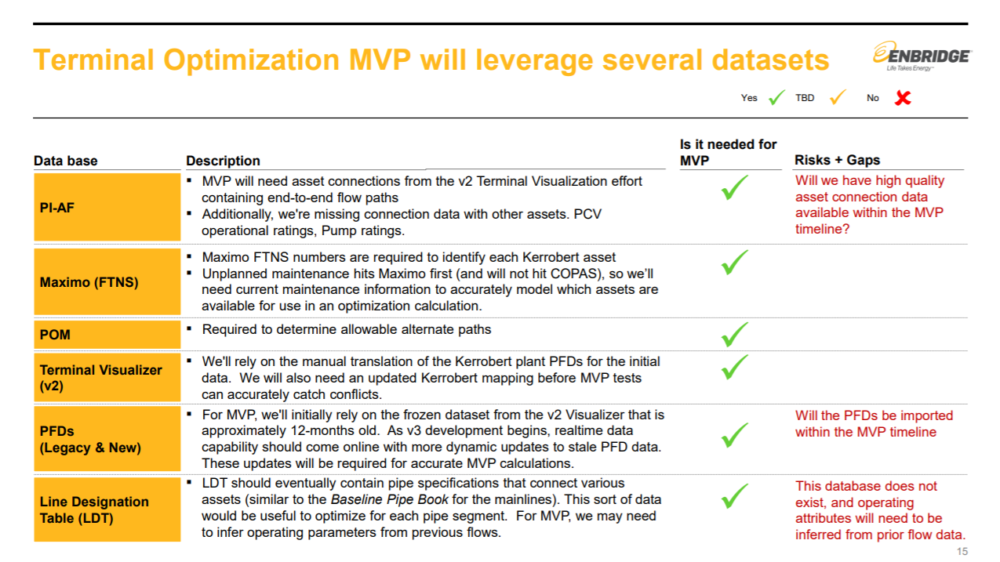 Terminal Optimization MVP will leverage several datasets
ENBRIDGE
Life Takes Energy™
Yes TBD No
Data base
Description
Is it needed for
MVP
Risks + Gaps
PI-AF
▪ MVP will need asset connections from the v2 Terminal Visualization effort
containing end-to-end flow paths
▪ Additionally, we're missing connection data with other assets. PCV
operational ratings, Pump ratings.
Will we have high quality
asset connection data
available within the MVP
timeline?
Maximo (FTNS)
▪ Maximo FTNS numbers are required to identify each Kerrobert asset
▪ Unplanned maintenance hits Maximo first (and will not hit COPAS), so we’ll
need current maintenance information to accurately model which assets are
available for use in an optimization calculation.
POM
▪ Required to determine allowable alternate paths
Terminal Visualizer
(v2)
▪ We'll rely on the manual translation of the Kerrobert plant PFDs for the initial
data. We will also need an updated Kerrobert mapping before MVP tests
can accurately catch conflicts.
PFDs
(Legacy & New)
▪ For MVP, we'll initially rely on the frozen dataset from the v2 Visualizer that is
approximately 12-months old. As v3 development begins, realtime data
capability should come online with more dynamic updates to stale PFD data.
These updates will be required for accurate MVP calculations.
Will the PFDs be imported
within the MVP timeline
Line Designation
Table (LDT)
▪ LDT should eventually contain pipe specifications that connect various
assets (similar to the Baseline Pipe Book for the mainlines). This sort of data
would be useful to optimize for each pipe segment. For MVP, we may need
to infer operating parameters from previous flows.
This database does not
exist, and operating
attributes will need to be
inferred from prior flow data.
15